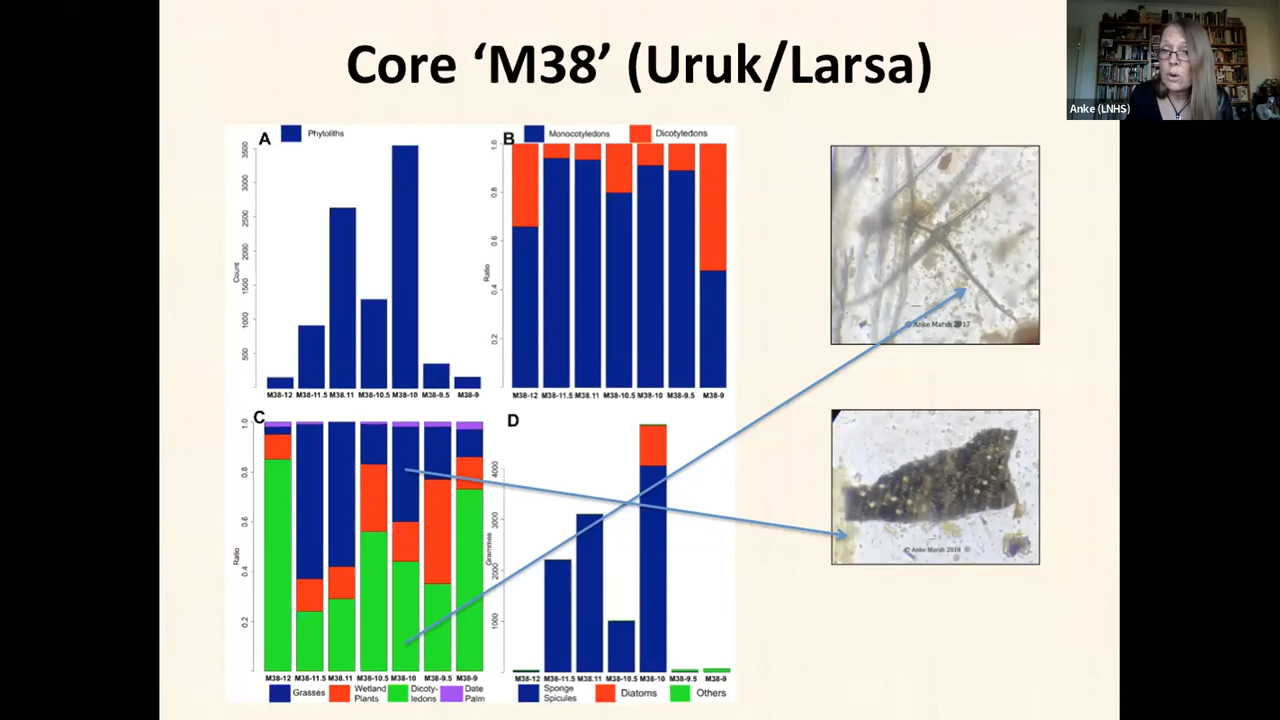 Core ‘M38’ (Uruk/Larsa)
Anke (LNHS)
A
Phytoliths
Count
3500
3000
2500
2000
1500
1000
500
M38-12 M38-11.5 M38.11 M38-10.5 M38-10 M38-9.5 M38-9
B
Monocotyledons
Dicotyledons
Ratio
1.0
0.8
0.6
0.4
0.2
M38-12 M38-11.5 M38.11 M38-10.5 M38-10 M38-9.5 M38-9
© Anke Marsh 2017
C
Ratio
1.0
0.8
0.6
0.4
0.2
M38-12 M38-11.5 M38.11 M38-10.5 M38-10 M38-9.5 M38-9
Grasses
Wetland
Plants
Dicoty-
ledons
Date
Palm
D
Grammes
4000
3000
2000
1000
M38-12 M38-11.5 M38.11 M38-10.5 M38-10 M38-9.5 M38-9
Sponge
Spicules
Diatoms
Others
© Anke Marsh 2018